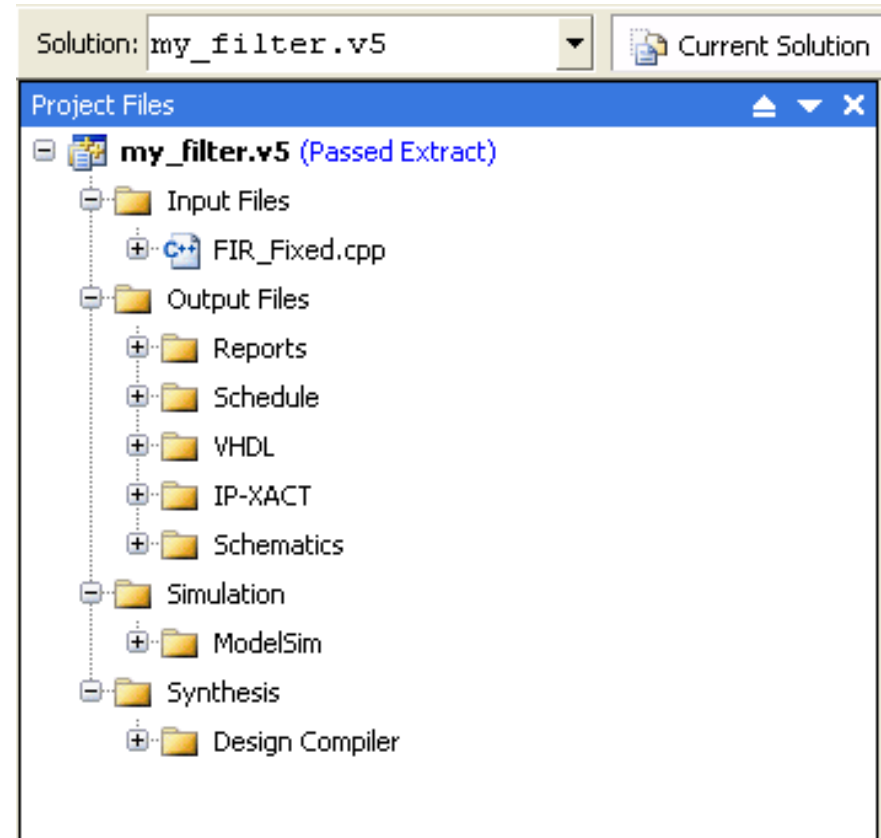 Solution: my_filter.v5 Current Solution
Project Files
my_filter.v5 (Passed Extract)
Input Files
C++ FIR_Fixed.cpp
Output Files
Reports
Schedule
VHDL
IP-XACT
Schematics
Simulation
ModelSim
Synthesis
Design Compiler